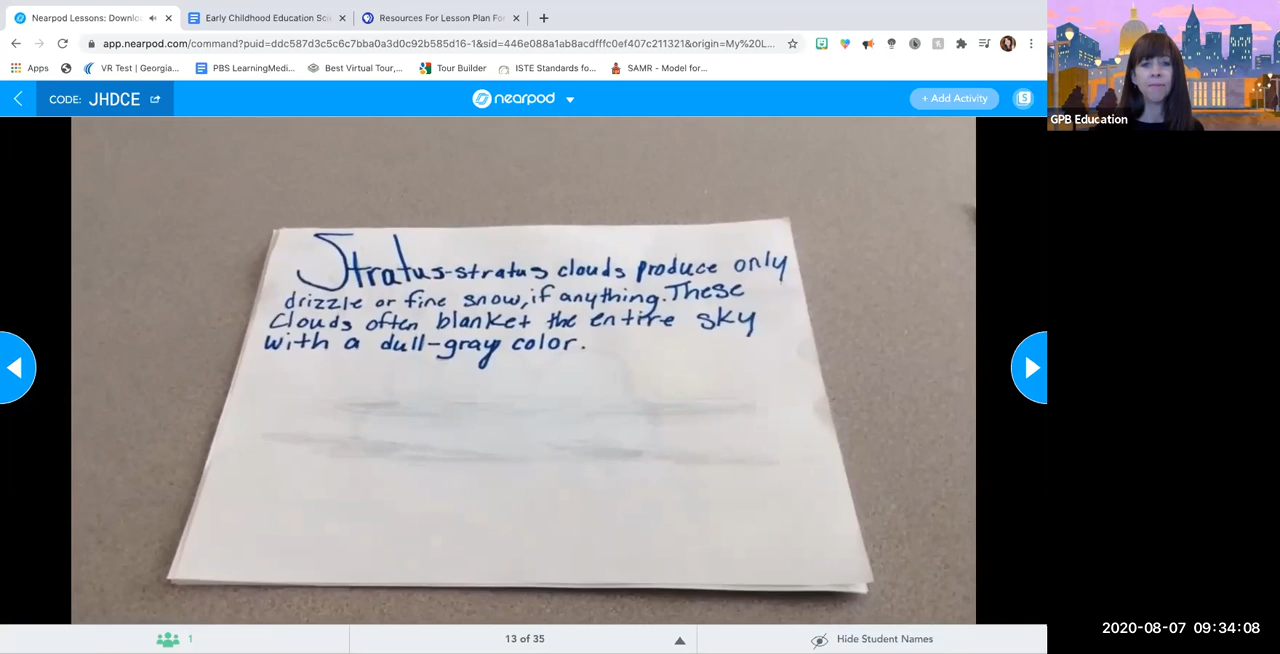 Nearpod Lessons: Downlo
Early Childhood Education Sci
Resources For Lesson Plan For
app.nearpod.com/command?puid=ddc587d3c5c6c7bba0a3d0c92b585d16-1&sid=446e088a1ab8acdfffc0ef407c211321&origin=My%20L...
Apps
VR Test | Georgia...
PBS LearningMedi...
Best Virtual Tour,...
Tour Builder
ISTE Standards fo...
SAMR - Model for...
CODE: JHDCE
nearpod
+ Add Activity
S
GPB Education
Stratus-stratus clouds produce only
drizzle or fine snow, if anything. These
clouds often blanket the entire sky
with a dull-gray color.
1
13 of 35
Hide Student Names
2020-08-07 09:34:08